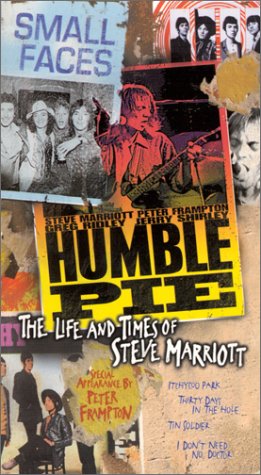 SMALL
FACES
STEVE MARRIOTT PETER FRAMPTON
GREG RIDLEY JERRY SHIRLEY
HUMBLE
PIE
THE LIFE AND TIMES OF
STEVE MARRIOTT
SPECIAL
APPEARANCE BY
PETER
FRAMPTON
ITCHYCOO PARK
THIRTY DAYS
IN THE HOLE
TIN SOLDIER
I DON'T NEED
NO DOCTOR